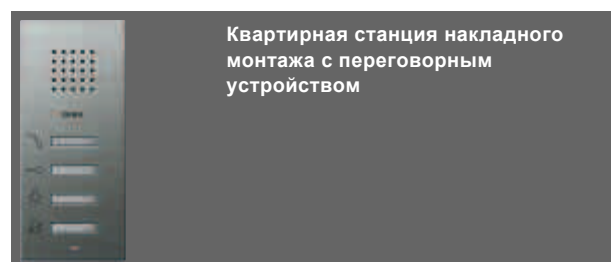 Квартирная станция накладного
монтажа с переговорным
устройством